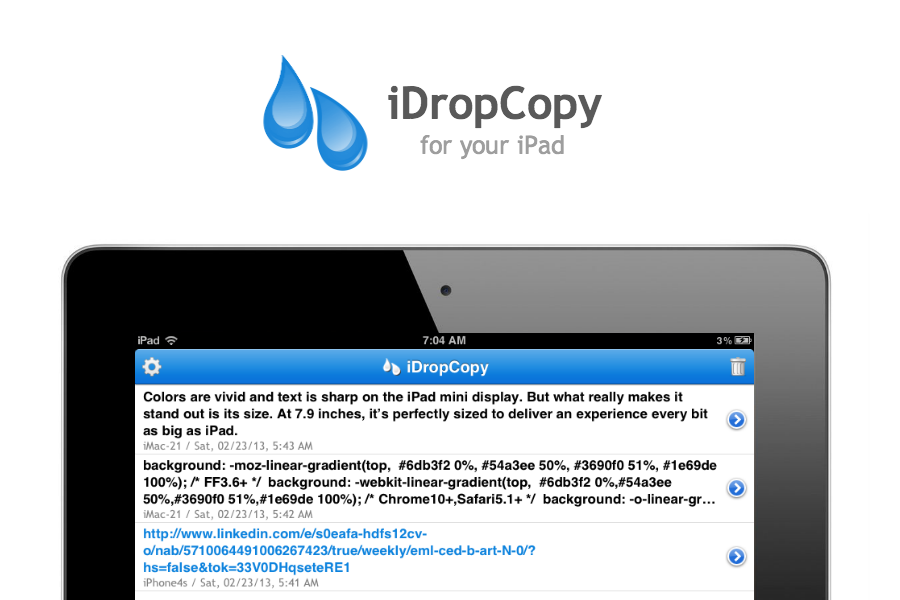 iDropCopy
for your iPad
iPad
7:04 AM
3%
iDropCopy
Colors are vivid and text is sharp on the iPad mini display. But what really makes it
stand out is its size. At 7.9 inches, it’s perfectly sized to deliver an experience every bit
as big as iPad.
iMac-21 / Sat, 02/23/13, 5:43 AM
background: -moz-linear-gradient(top,  #6db3f2 0%, #54a3ee 50%, #3690f0 51%, #1e69de
100%); /* FF3.6+ */  background: -webkit-linear-gradient(top,  #6db3f2 0%,#54a3ee
50%,#3690f0 51%,#1e69de 100%); /* Chrome10+,Safari5.1+ */  background: -o-linear-gr...
iMac-21 / Sat, 02/23/13, 5:42 AM
http://www.linkedin.com/e/s0eafa-hdfs12cv-
o/nab/5710064491006267423/true/weekly/eml-ced-b-art-N-0/?
hs=false&tok=33V0DHqseteRE1
iPhone4s / Sat, 02/23/13, 5:41 AM